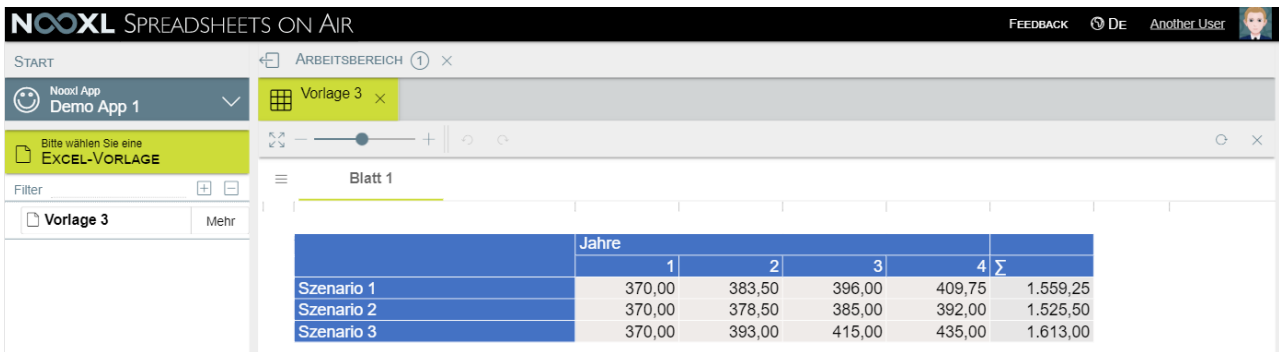 NOOXL SPREADSHEETS ON AIR
FEEDBACK DE Another User
START
ARBEITSBEREICH 1
Nooxl App
Demo App 1
Vorlage 3
Bitte wählen Sie eine
EXCEL-VORLAGE
Filter
Blatt 1
Vorlage 3 Mehr
Jahre
1 2 3 4 ∑
Szenario 1 370,00 383,50 396,00 409,75 1.559,25
Szenario 2 370,00 378,50 385,00 392,00 1.525,50
Szenario 3 370,00 393,00 415,00 435,00 1.613,00